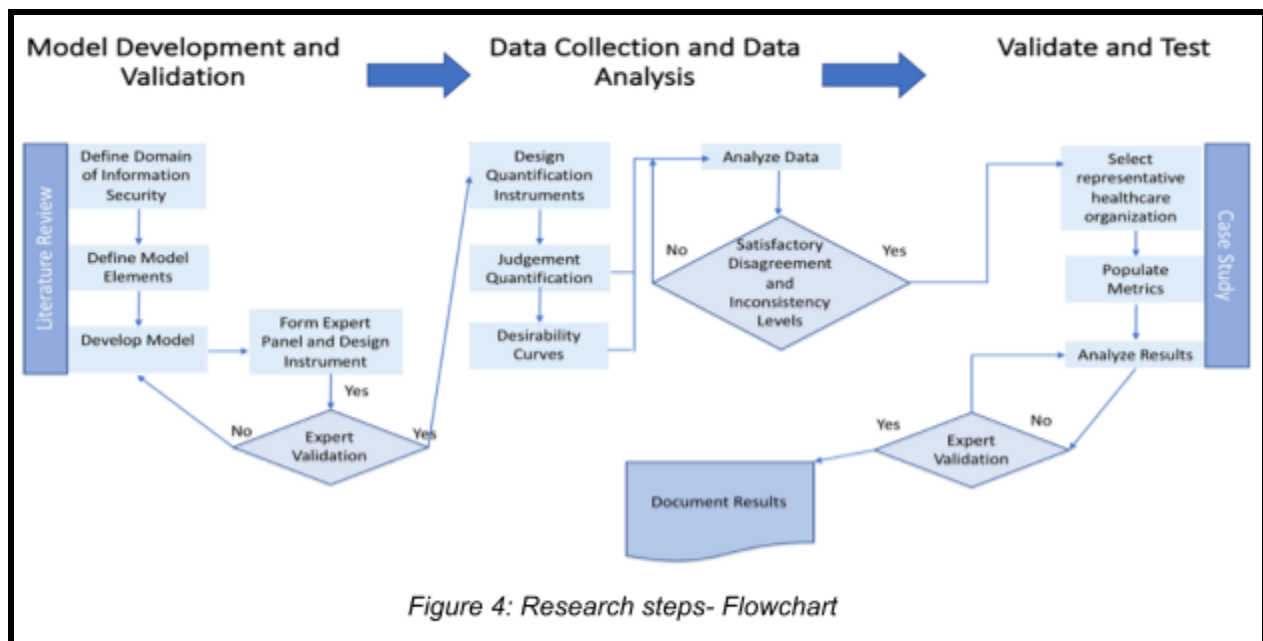 Model Development and
Validation
Data Collection and Data
Analysis
Validate and Test
Literature Review
Define Domain
of Information
Security
Define Model
Elements
Develop Model
Form Expert
Panel and Design
Instrument
Yes
No
Expert
Validation
Yes
Design
Quantification
Instruments
Judgement
Quantification
Desirability
Curves
Analyze Data
No
Satisfactory
Disagreement
and
Inconsistency
Levels
Yes
Select
representative
healthcare
organization
Populate
Metrics
Analyze Results
Case Study
Yes
No
Expert
Validation
Document Results
Figure 4: Research steps- Flowchart